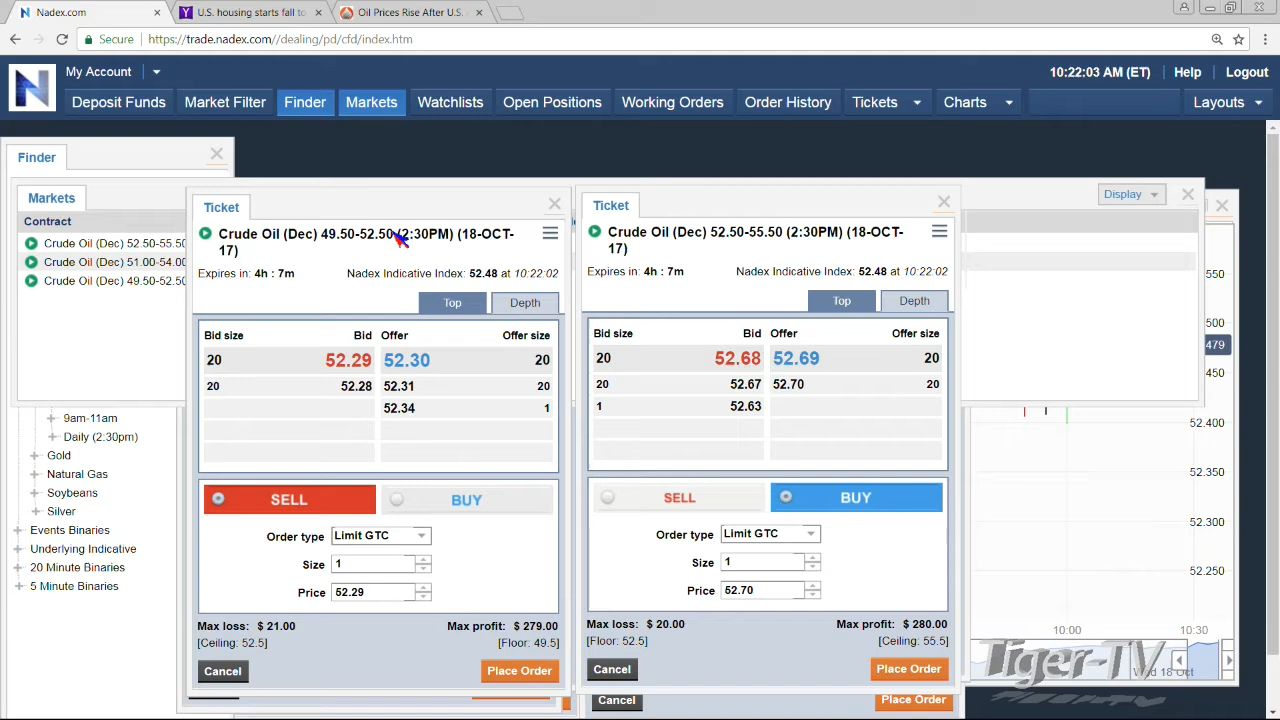 Nadex.com
U.S. housing starts fall to
Oil Prices Rise After U.S.
Secure
https://trade.nadex.com//dealing/pd/cfd/index.htm
My Account
10:22:03 AM (ET)
Help
Logout
Deposit Funds
Market Filter
Finder
Markets
Watchlists
Open Positions
Working Orders
Order History
Tickets
Charts
Layouts
Finder
Markets
Display
Contract
Crude Oil (Dec) 52.50-55.50
Crude Oil (Dec) 51.00-54.00
Crude Oil (Dec) 49.50-52.5
9am-11am
Daily (2:30pm)
Gold
Natural Gas
Soybeans
Silver
Events Binaries
Underlying Indicative
20 Minute Binaries
5 Minute Binaries
Ticket
Crude Oil (Dec) 49.50-52.50 (2:30PM) (18-OCT-
17)
Expires in: 4h : 7m
Nadex Indicative Index: 52.48 at 10:22:02
Top
Depth
Bid size
Bid
Offer
Offer size
20
52.29
52.30
20
20
52.28
52.31
20
52.34
1
SELL
BUY
Order type
Limit GTC
Size
1
Price
52.29
Max loss: $ 21.00
Max profit: $ 279.00
[Ceiling: 52.5]
[Floor: 49.5]
Cancel
Place Order
Ticket
Crude Oil (Dec) 52.50-55.50 (2:30PM) (18-OCT-
17)
Expires in: 4h : 7m
Nadex Indicative Index: 52.48 at 10:22:02
Top
Depth
Bid size
Bid
Offer
Offer size
20
52.68
52.69
20
20
52.67
52.70
20
1
52.63
SELL
BUY
Order type
Limit GTC
Size
1
Price
52.70
Max loss: $ 20.00
Max profit: $ 280.00
[Floor: 52.5]
[Ceiling: 55.5]
Cancel
Place Order
Cancel
Place Order
550
500
479
450
52.400
52.350
52.300
52.250
10:00
10:30
Wed 18 Oct
Tiger-TV